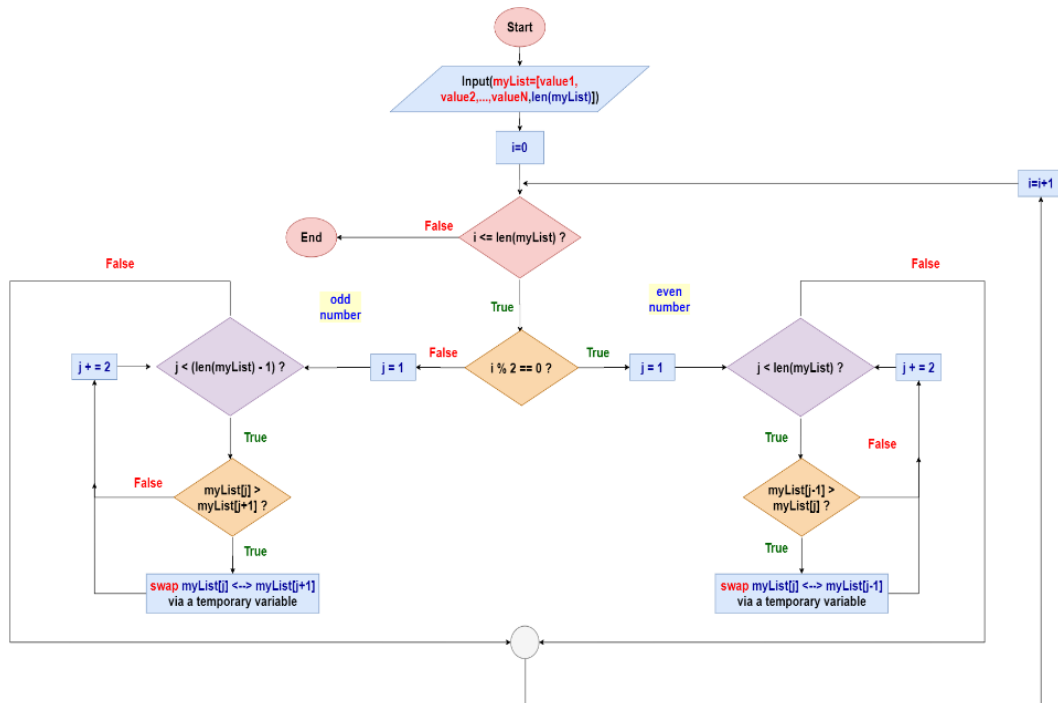 Start
Input(myList=[value1,
value2,...,valueN,len(myList)])
i=0
i=i+1
i <= len(myList) ?
False
End
True
False
False
odd
number
even
number
j + = 2
j < (len(myList) - 1) ?
j = 1
False
i % 2 == 0 ?
True
j = 1
j < len(myList) ?
j + = 2
True
True
False
False
myList[j] >
myList[j+1] ?
myList[j-1] >
myList[j] ?
True
True
swap myList[j] <--> myList[j+1]
via a temporary variable
swap myList[j] <--> myList[j-1]
via a temporary variable